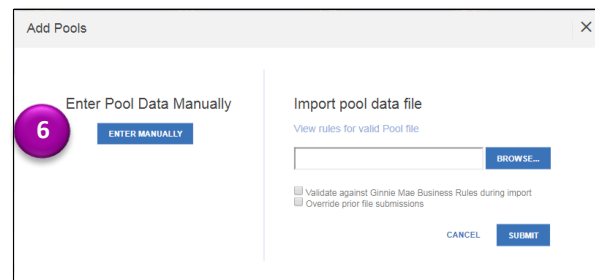 Add Pools
Enter Pool Data Manually
6
ENTER MANUALLY
Import pool data file
View rules for valid Pool file
BROWSE...
Validate against Ginnie Mae Business Rules during import
Override prior file submissions
CANCEL
SUBMIT